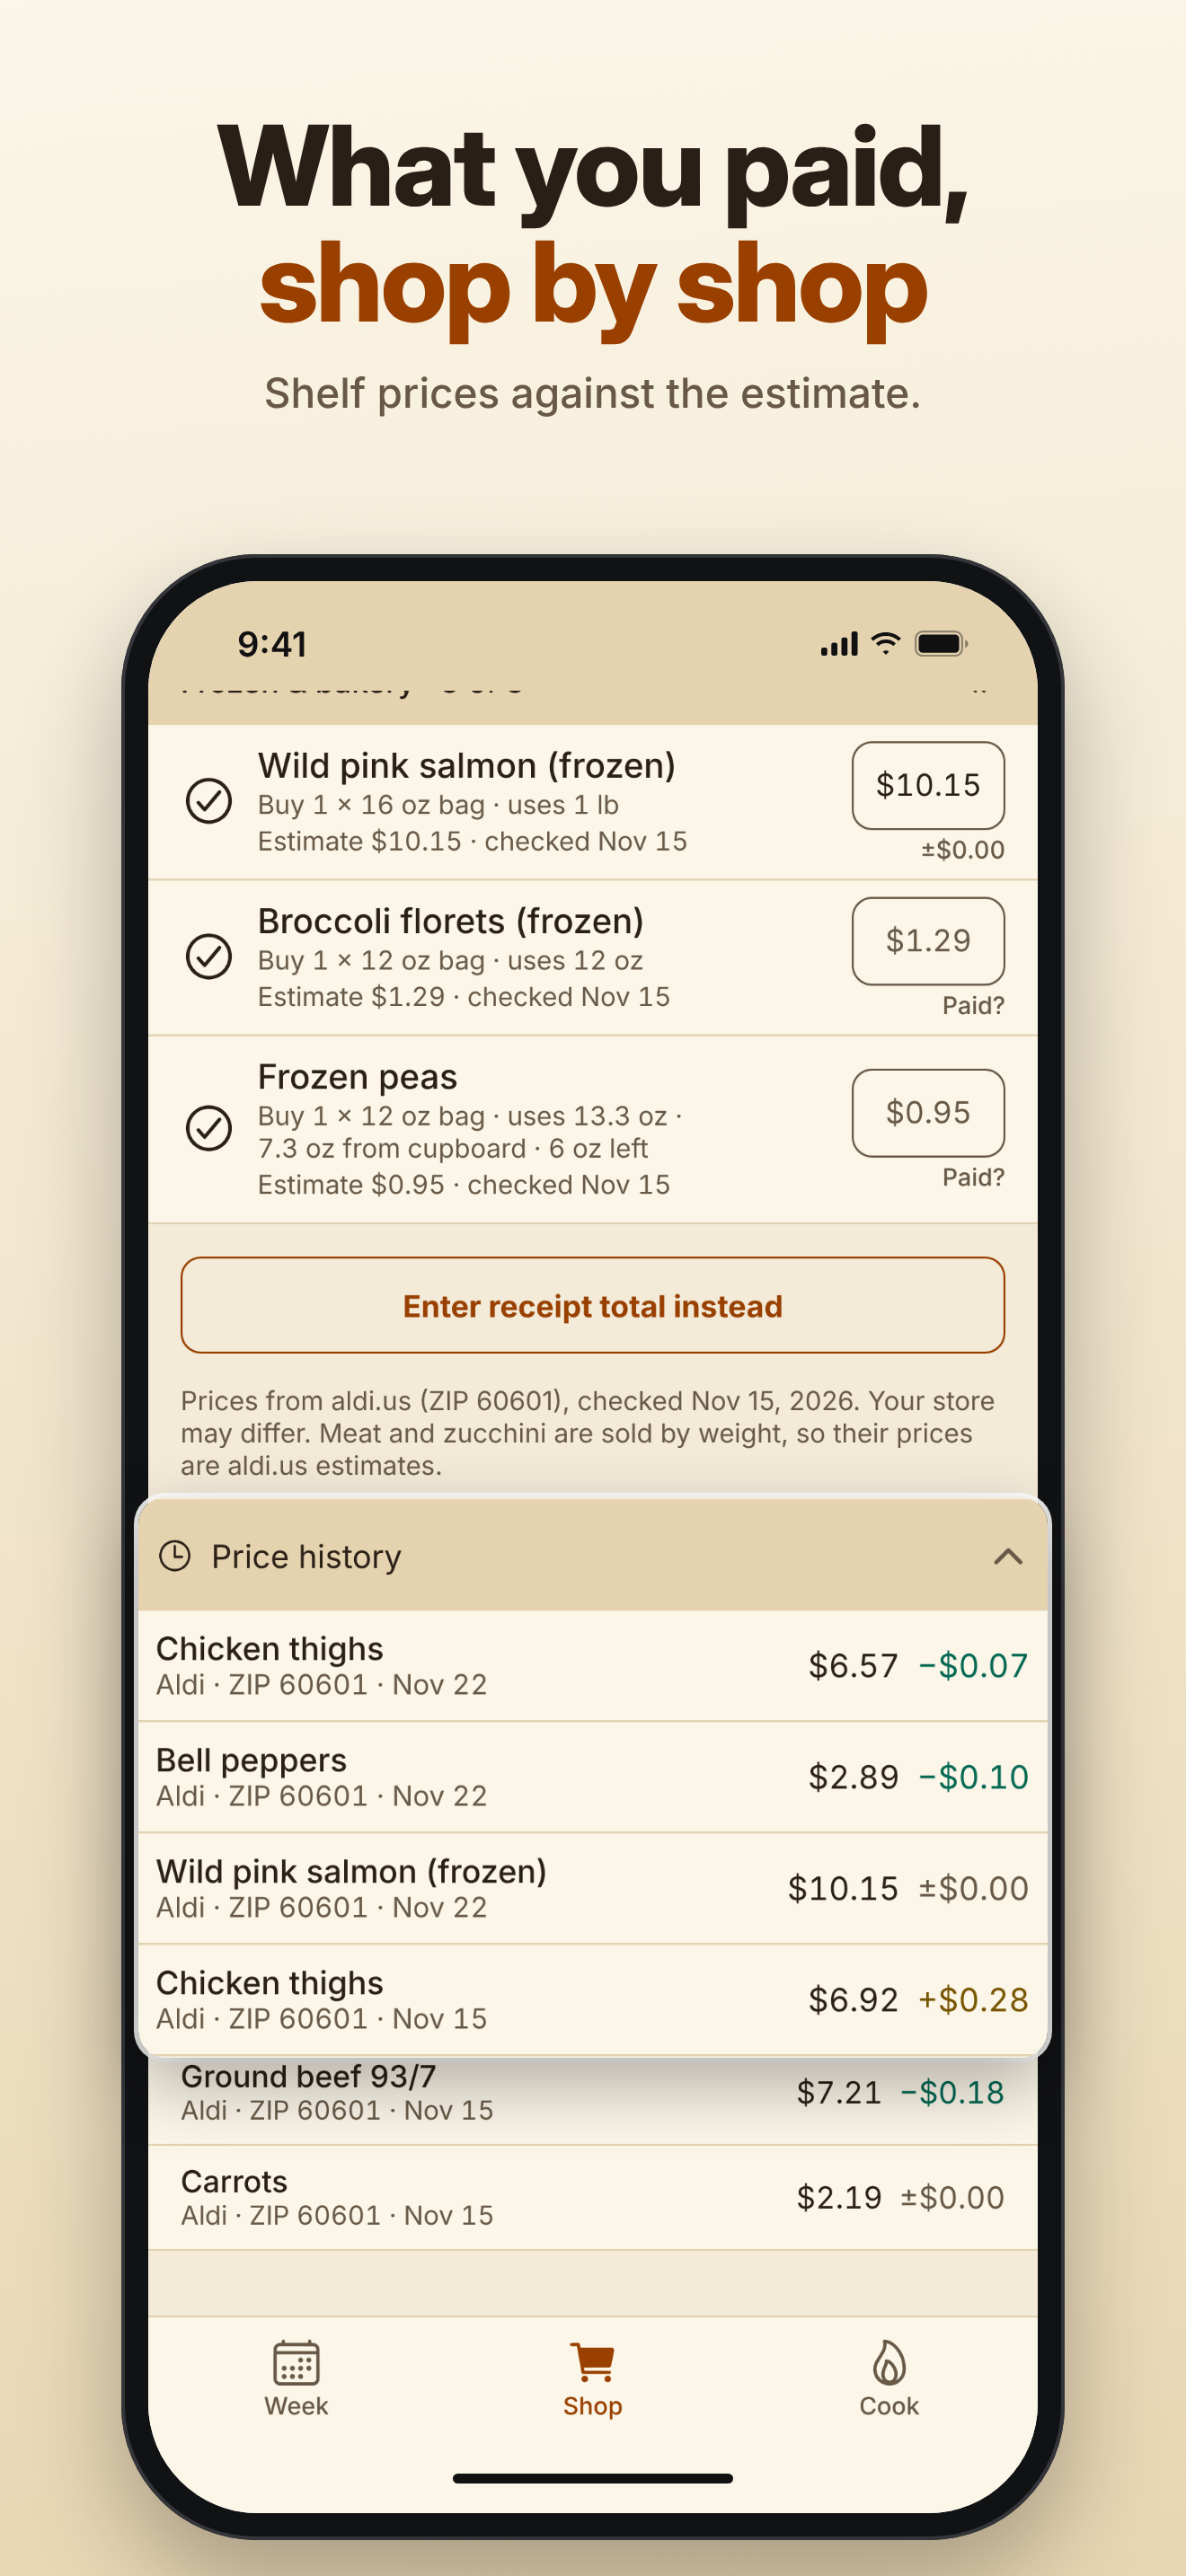 What you paid,
shop by shop
Shelf prices against the estimate.
9:41
Wild pink salmon (frozen)
Buy 1 × 16 oz bag · uses 1 lb
Estimate $10.15 · checked Nov 15
$10.15
±$0.00
Broccoli florets (frozen)
Buy 1 × 12 oz bag · uses 12 oz
Estimate $1.29 · checked Nov 15
$1.29
Paid?
Frozen peas
Buy 1 × 12 oz bag · uses 13.3 oz ·
7.3 oz from cupboard · 6 oz left
Estimate $0.95 · checked Nov 15
$0.95
Paid?
Enter receipt total instead
Prices from aldi.us (ZIP 60601), checked Nov 15, 2026. Your store
may differ. Meat and zucchini are sold by weight, so their prices
are aldi.us estimates.
Price history
Chicken thighs
Aldi · ZIP 60601 · Nov 22
$6.57 −$0.07
Bell peppers
Aldi · ZIP 60601 · Nov 22
$2.89 −$0.10
Wild pink salmon (frozen)
Aldi · ZIP 60601 · Nov 22
$10.15 ±$0.00
Chicken thighs
Aldi · ZIP 60601 · Nov 15
$6.92 +$0.28
Ground beef 93/7
Aldi · ZIP 60601 · Nov 15
$7.21 −$0.18
Carrots
Aldi · ZIP 60601 · Nov 15
$2.19 ±$0.00
Week
Shop
Cook